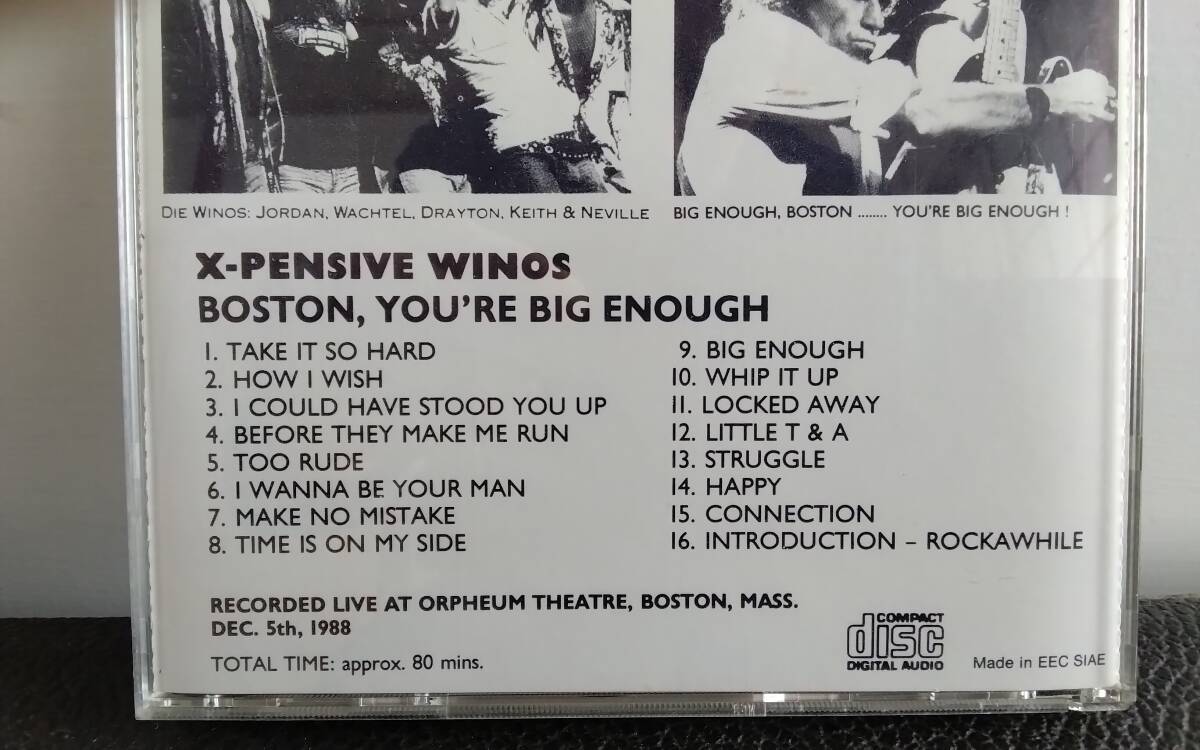 DIE WINOS: JORDAN, WACHTEL, DRAYTON, KEITH & NEVILLE
BIG ENOUGH, BOSTON ........ YOU'RE BIG ENOUGH !
X-PENSIVE WINOS
BOSTON, YOU'RE BIG ENOUGH
1. TAKE IT SO HARD
2. HOW I WISH
3. I COULD HAVE STOOD YOU UP
4. BEFORE THEY MAKE ME RUN
5. TOO RUDE
6. I WANNA BE YOUR MAN
7. MAKE NO MISTAKE
8. TIME IS ON MY SIDE
9. BIG ENOUGH
10. WHIP IT UP
11. LOCKED AWAY
12. LITTLE T & A
13. STRUGGLE
14. HAPPY
15. CONNECTION
16. INTRODUCTION – ROCKAWHILE
RECORDED LIVE AT ORPHEUM THEATRE, BOSTON, MASS.
DEC. 5th, 1988
TOTAL TIME: approx. 80 mins.
COMPACT
disc
DIGITAL AUDIO
Made in EEC SIAE